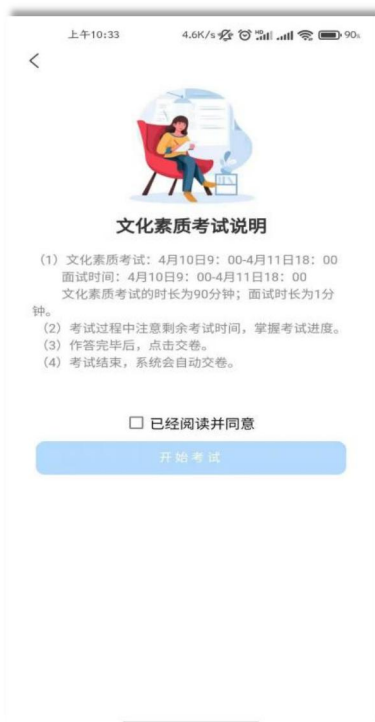 上午10:33
4.6K/s
HD
90
文化素质考试说明
(1) 文化素质考试：4月10日9：00-4月11日18：00
面试时间：4月10日9：00-4月11日18：00
文化素质考试的时长为90分钟；面试时长为1分
钟。
(2) 考试过程中注意剩余考试时间，掌握考试进度。
(3) 作答完毕后，点击交卷。
(4) 考试结束，系统会自动交卷。
已经阅读并同意
开始考试